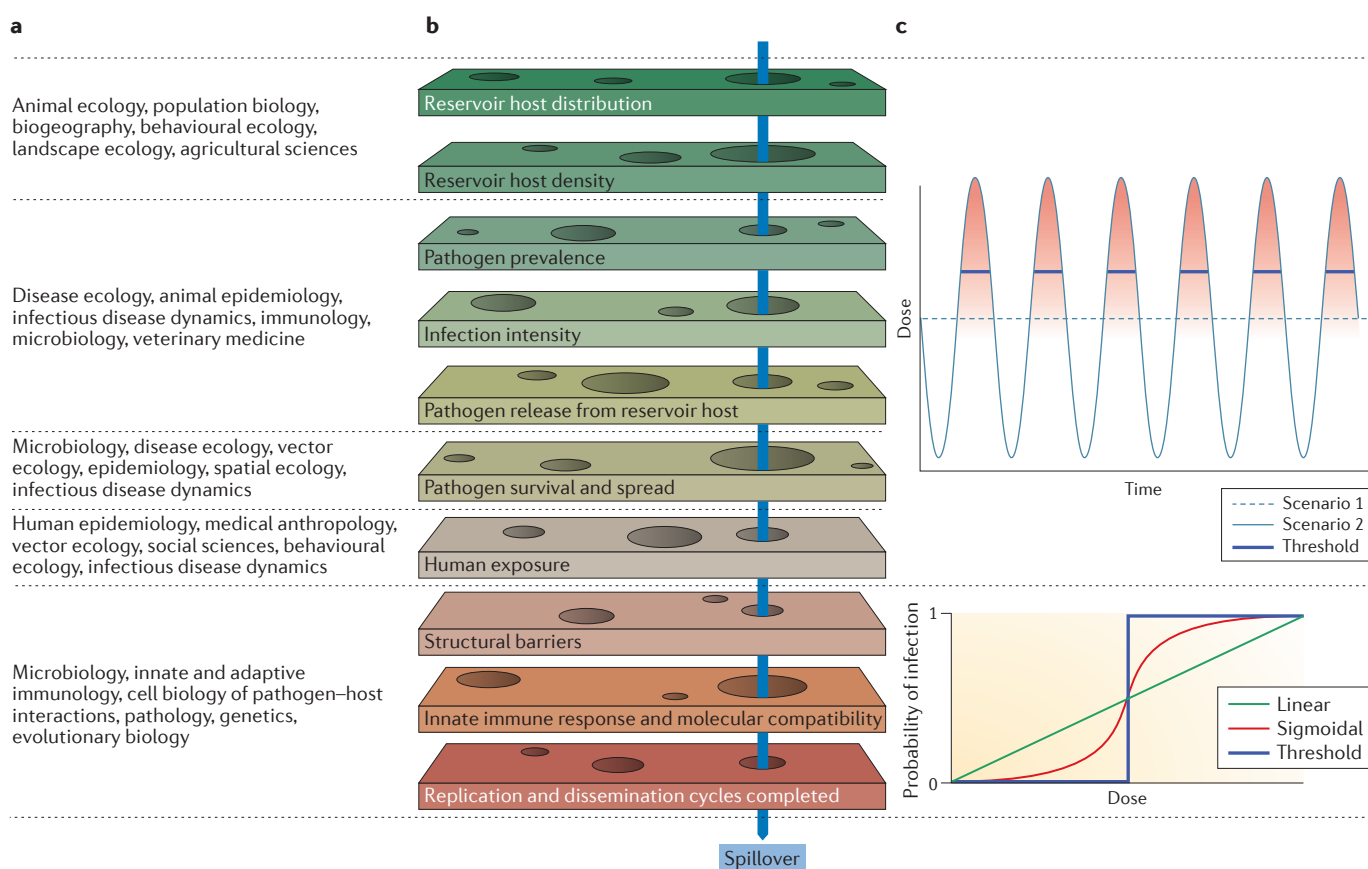 a
Animal ecology, population biology,
biogeography, behavioural ecology,
landscape ecology, agricultural sciences
Disease ecology, animal epidemiology,
infectious disease dynamics, immunology,
microbiology, veterinary medicine
Microbiology, disease ecology, vector
ecology, epidemiology, spatial ecology,
infectious disease dynamics
Human epidemiology, medical anthropology,
vector ecology, social sciences, behavioural
ecology, infectious disease dynamics
Microbiology, innate and adaptive
immunology, cell biology of pathogen–host
interactions, pathology, genetics,
evolutionary biology
b
Reservoir host distribution
Reservoir host density
Pathogen prevalence
Infection intensity
Pathogen release from reservoir host
Pathogen survival and spread
Human exposure
Structural barriers
Innate immune response and molecular compatibility
Replication and dissemination cycles completed
Spillover
c
Dose
Time
Scenario 1
Scenario 2
Threshold
Probability of infection
1
0
Dose
Linear
Sigmoidal
Threshold